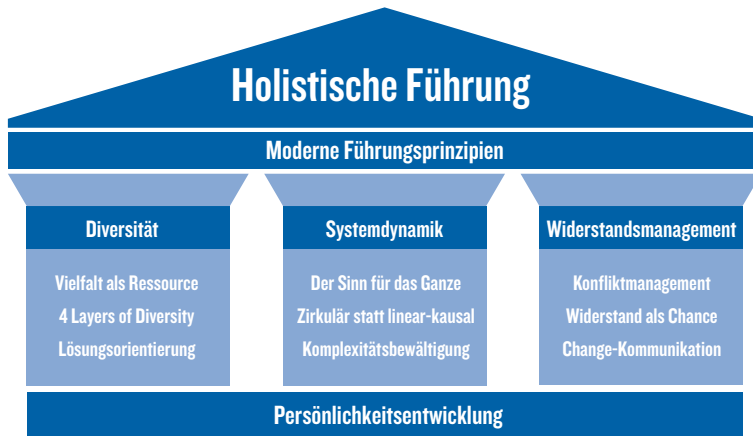 Holistische Führung
Moderne Führungsprinzipien
Diversität
Vielfalt als Ressource
4 Layers of Diversity
Lösungsorientierung
Systemdynamik
Der Sinn für das Ganze
Zirkulär statt linear-kausal
Komplexitätsbewältigung
Widerstandsmanagement
Konfliktmanagement
Widerstand als Chance
Change-Kommunikation
Persönlichkeitsentwicklung